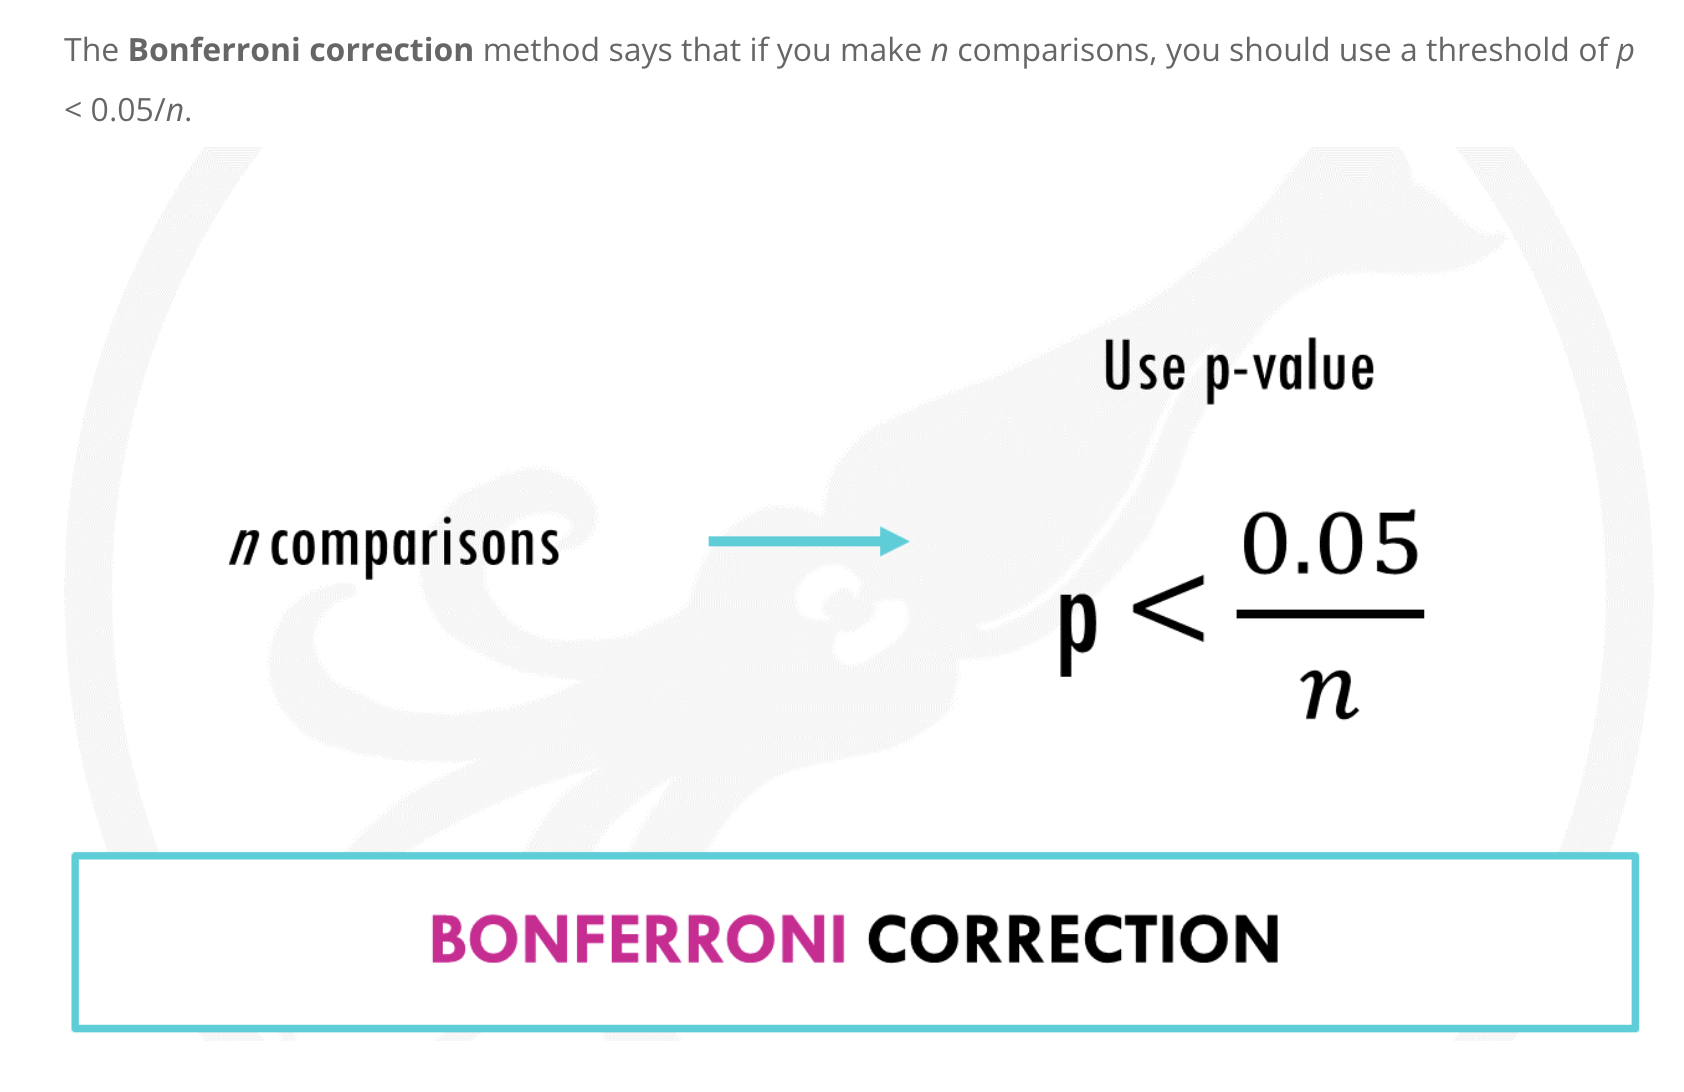 The Bonferroni correction method says that if you make n comparisons, you should use a threshold of p
< 0.05/n.
Use p-value
n comparisons
p < 0.05/n
BONFERRONI CORRECTION